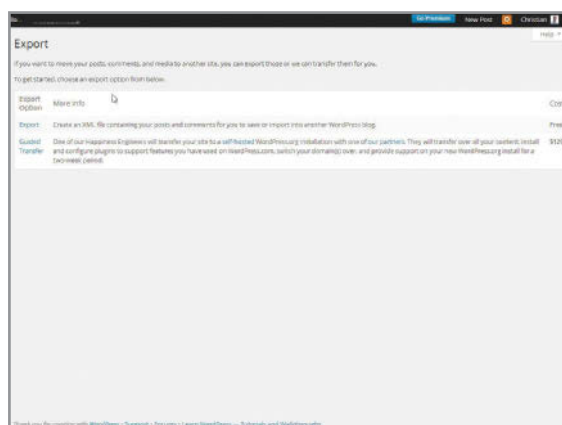 Go Premium New Post Christian
Help
Export
If you want to move your posts, comments, and media to another site, you can export those or we can transfer them for you.
To get started, choose an export option from below.
Export Option More Info
Export Create an XML file containing your posts and comments for you to save or import into another WordPress blog. Free
Guided One of our Happiness Engineers will transfer your site to a self-hosted WordPress.org installation with one of our partners. They will transfer over all your content, install
Transfer and configure plugins to support features you have used on WordPress.com, switch your domain(s) over, and provide support on your new WordPress.org install for a
two-week period.